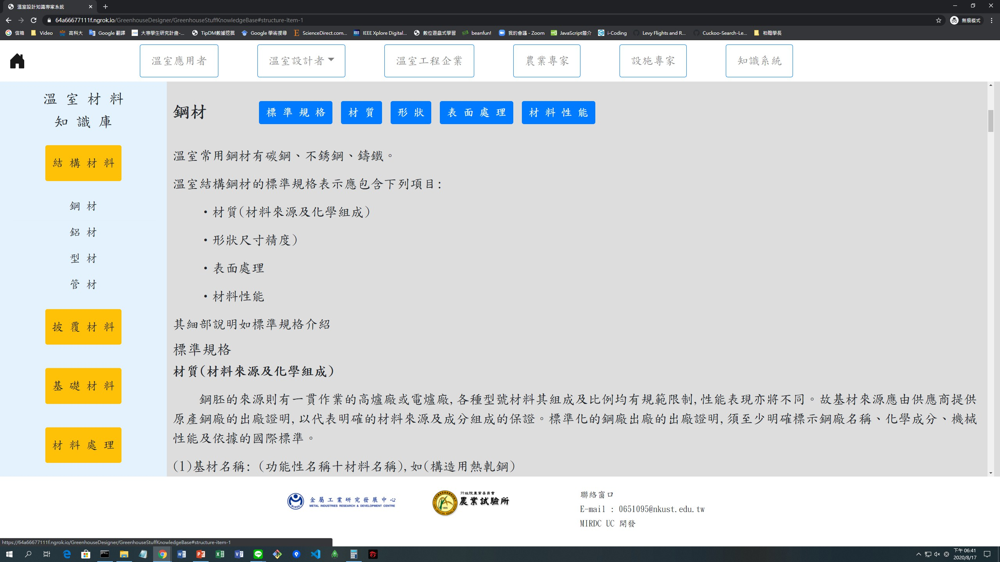 溫室設計知識專家系統
64a66677111f.ngrok.io/GreenhouseDesigner/GreenhouseStuffKnowledgeBase#structure-item-1
無痕模式
信箱 Video 高科大 Google 翻譯 大專學生研究計畫-... TipDM數據挖掘 Google 學術搜尋 ScienceDirect.com... IEEE Xplore Digital... 數位遊戲式學習 beanfun! 我的會議 - Zoom JavaScript簡介 i-Coding Levy Flights and R... Cuckoo-Search-Le... 柏翰學長
溫室應用者 溫室設計者 溫室工程企業 農業專家 設施專家 知識系統
溫室材料
知識庫
結構材料
鋼材
鋁材
型材
管材
披覆材料
基礎材料
材料處理
鋼材 標準規格 材質 形狀 表面處理 材料性能
溫室常用鋼材有碳鋼、不銹鋼、鑄鐵。
溫室結構鋼材的標準規格表示應包含下列項目:
・材質(材料來源及化學組成)
・形狀尺寸精度)
・表面處理
・材料性能
其細部說明如標準規格介紹
標準規格
材質(材料來源及化學組成)
鋼胚的來源則有一貫作業的高爐廠或電爐廠,各種型號材料其組成及比例均有規範限制,性能表現亦將不同。故基材來源應由供應商提供
原產鋼廠的出廠證明,以代表明確的材料來源及成分組成的保證。標準化的鋼廠出廠的出廠證明,須至少明確標示鋼廠名稱、化學成分、機械
性能及依據的國際標準。
(1)基材名稱: (功能性名稱十材料名稱),如(構造用熱軋鋼)
MIRDC
金屬工業研究發展中心
METAL INDUSTRIES RESEARCH & DEVELOPMENT CENTRE
行政院農業委員會
農業試驗所
1895
聯絡窗口
E-mail : 0651095@nkust.edu.tw
MIRDC UC 開發
https://64a66677111f.ngrok.io/GreenhouseDesigner/GreenhouseStuffKnowledgeBase#structure-item-1
下午 06:41
2020/8/17